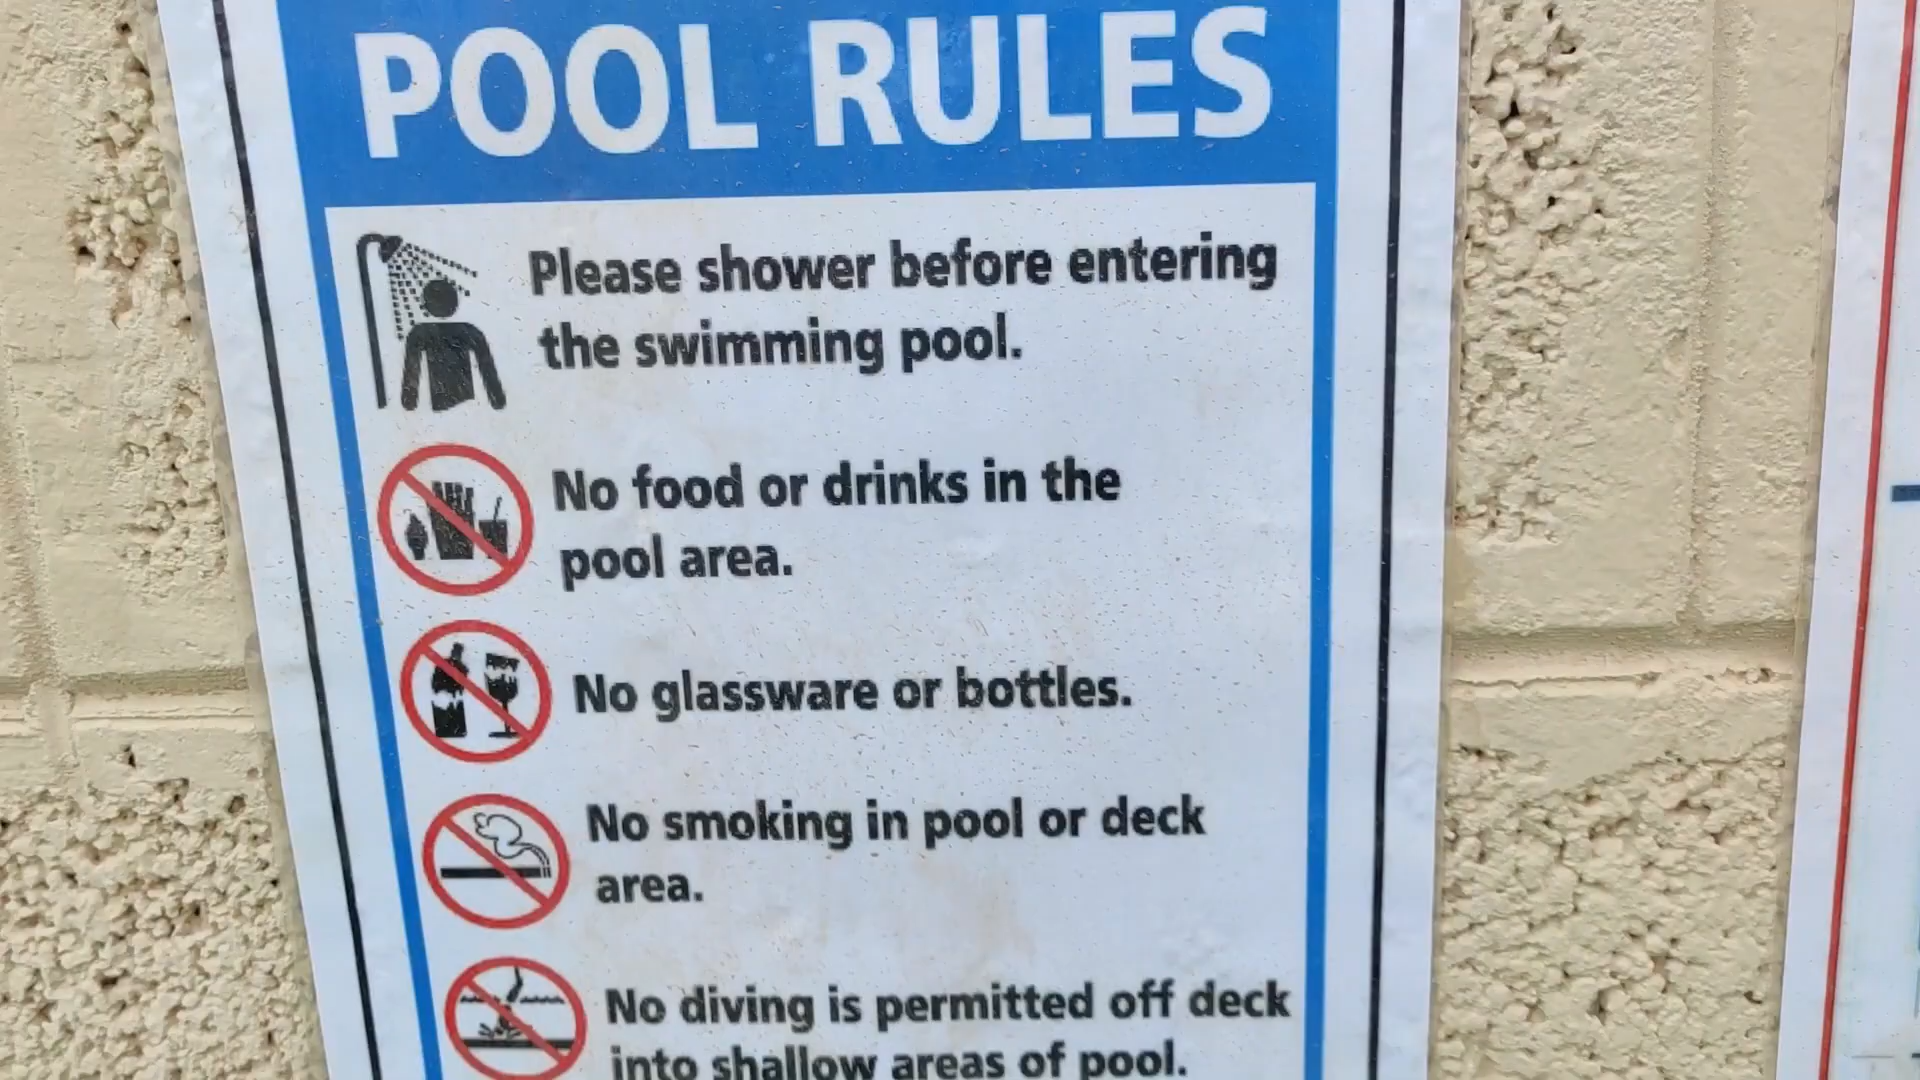 POOL RULES
Please shower before entering
the swimming pool.
No food or drinks in the
pool area.
No glassware or bottles.
No smoking in pool or deck
area.
No diving is permitted off deck
into shallow areas of pool.